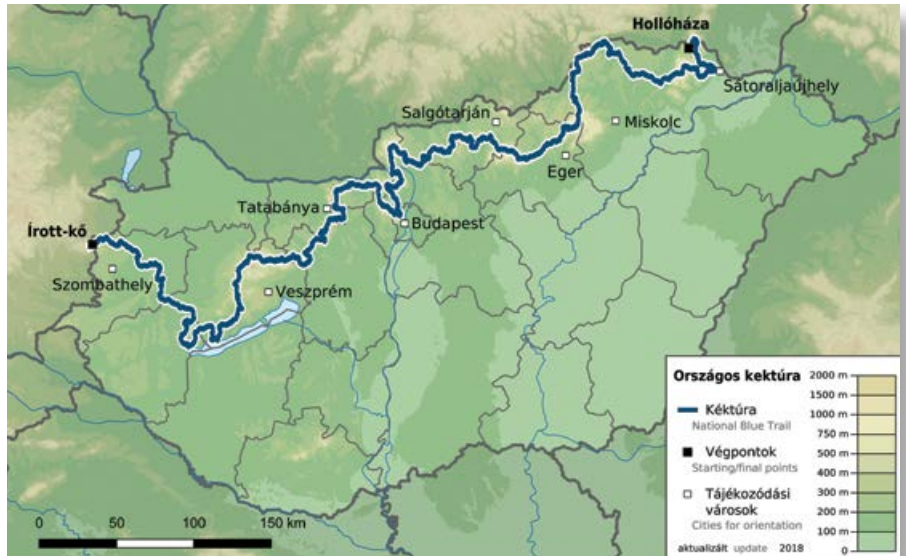 Hollóháza
Sátoraljaújhely
Salgótarján
Miskolc
Eger
Tatabánya
Budapest
Írott-kő
Szombathely
Veszprém
Országos kektúra
Kéktúra
National Blue Trail
Végpontok
Starting/final points
Tájékozódási
városok
Cities for orientation
aktualizált update 2018
2000 m
1500 m
1000 m
750 m
500 m
400 m
300 m
200 m
100 m
0
0 50 100 150 km